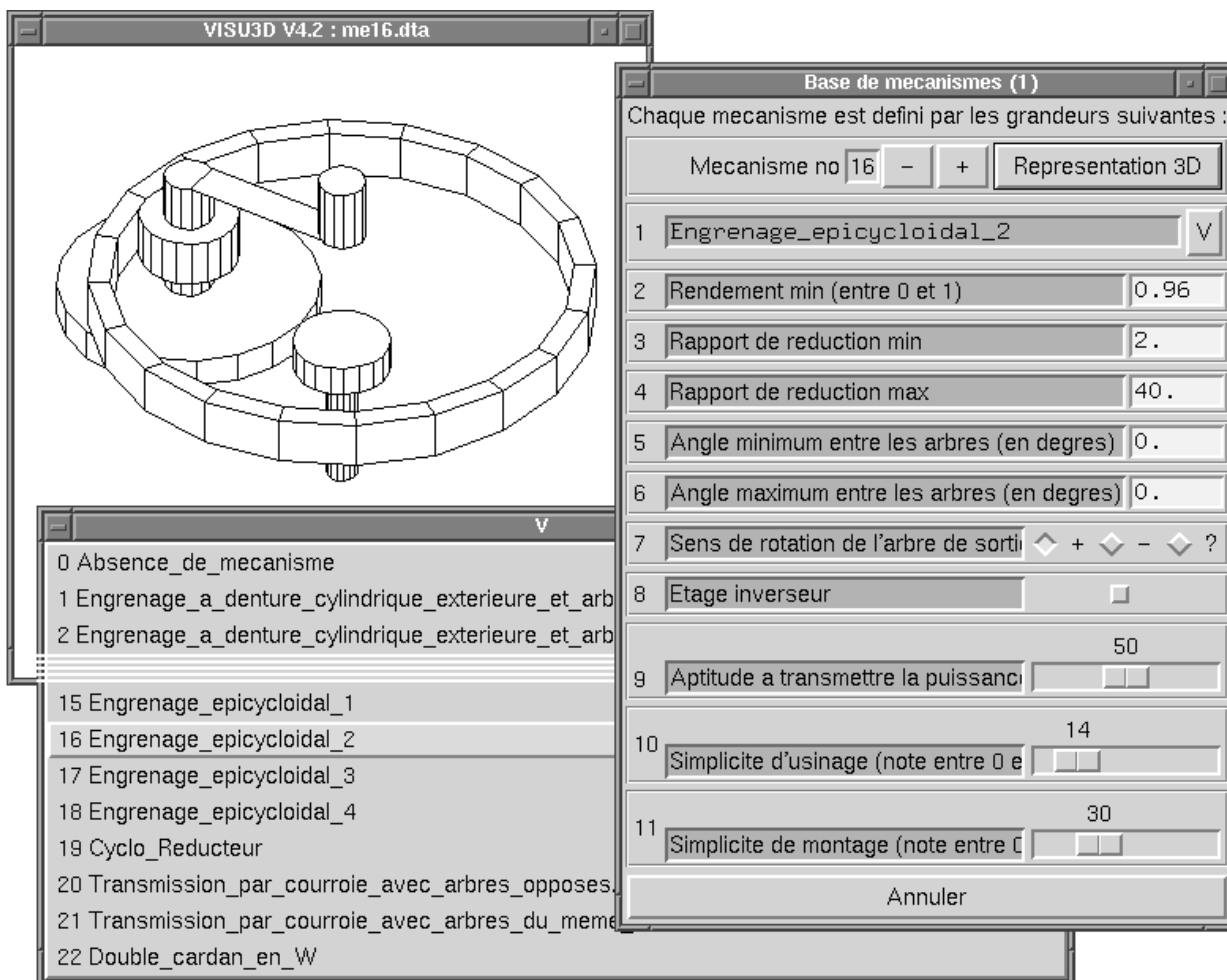 VISU3D V4.2 : me16.dta
Base de mecanismes (1)
Chaque mecanisme est defini par les grandeurs suivantes :
Mecanisme no 16 - + Representation 3D
1 Engrenage_epicycloidal_2 V
2 Rendement min (entre 0 et 1) 0.96
3 Rapport de reduction min 2.
4 Rapport de reduction max 40.
5 Angle minimum entre les arbres (en degres) 0.
6 Angle maximum entre les arbres (en degres) 0.
7 Sens de rotation de l'arbre de sorti + - ?
8 Etage inverseur
50
9 Aptitude a transmettre la puissance
14
10 Simplicite d'usinage (note entre 0 e
30
11 Simplicite de montage (note entre 0
Annuler
V
0 Absence_de_mecanisme
1 Engrenage_a_denture_cylindrique_exterieure_et_arb
2 Engrenage_a_denture_cylindrique_exterieure_et_arb
15 Engrenage_epicycloidal_1
16 Engrenage_epicycloidal_2
17 Engrenage_epicycloidal_3
18 Engrenage_epicycloidal_4
19 Cyclo_Reducteur
20 Transmission_par_courroie_avec_arbres_opposes.
21 Transmission_par_courroie_avec_arbres_du_meme_
22 Double_cardan_en_W